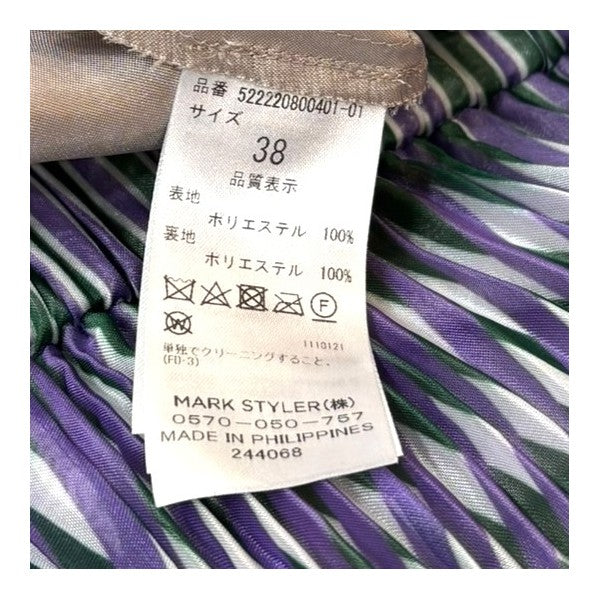 品番 522220800401-01
サイズ
38
品質表示
表地
ポリエステル 100%
裏地
ポリエステル 100%
F
W
1110121
単独でクリーニングすること。
(FD-3)
MARK STYLER(株)
0570-050-757
MADE IN PHILIPPINES
244068